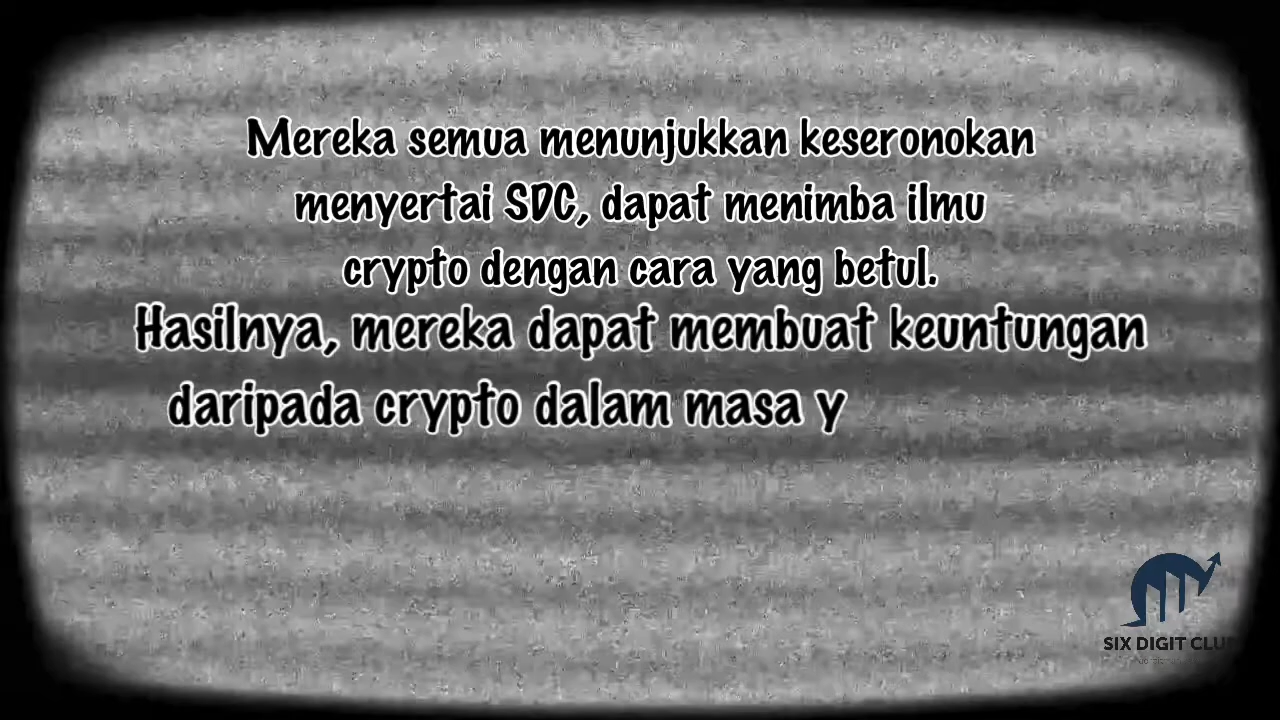 Mereka semua menunjukkan keseronokan
menyertai SDC, dapat menimba ilmu
crypto dengan cara yang betul.
Hasilnya, mereka dapat membuat keuntungan
daripada crypto dalam masa y
SIX DIGIT CLUB